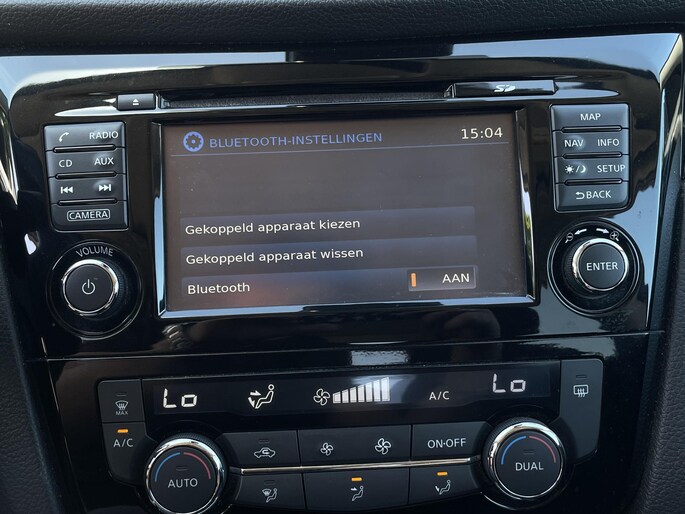 SD
MAP
RADIO
NAV INFO
CD AUX
SETUP
BACK
CAMERA
VOLUME
ENTER
BLUETOOTH-INSTELLINGEN 15:04
Gekoppeld apparaat kiezen
Gekoppeld apparaat wissen
Bluetooth AAN
Lo A/C Lo
MAX
A/C
ON·OFF
AUTO
DUAL